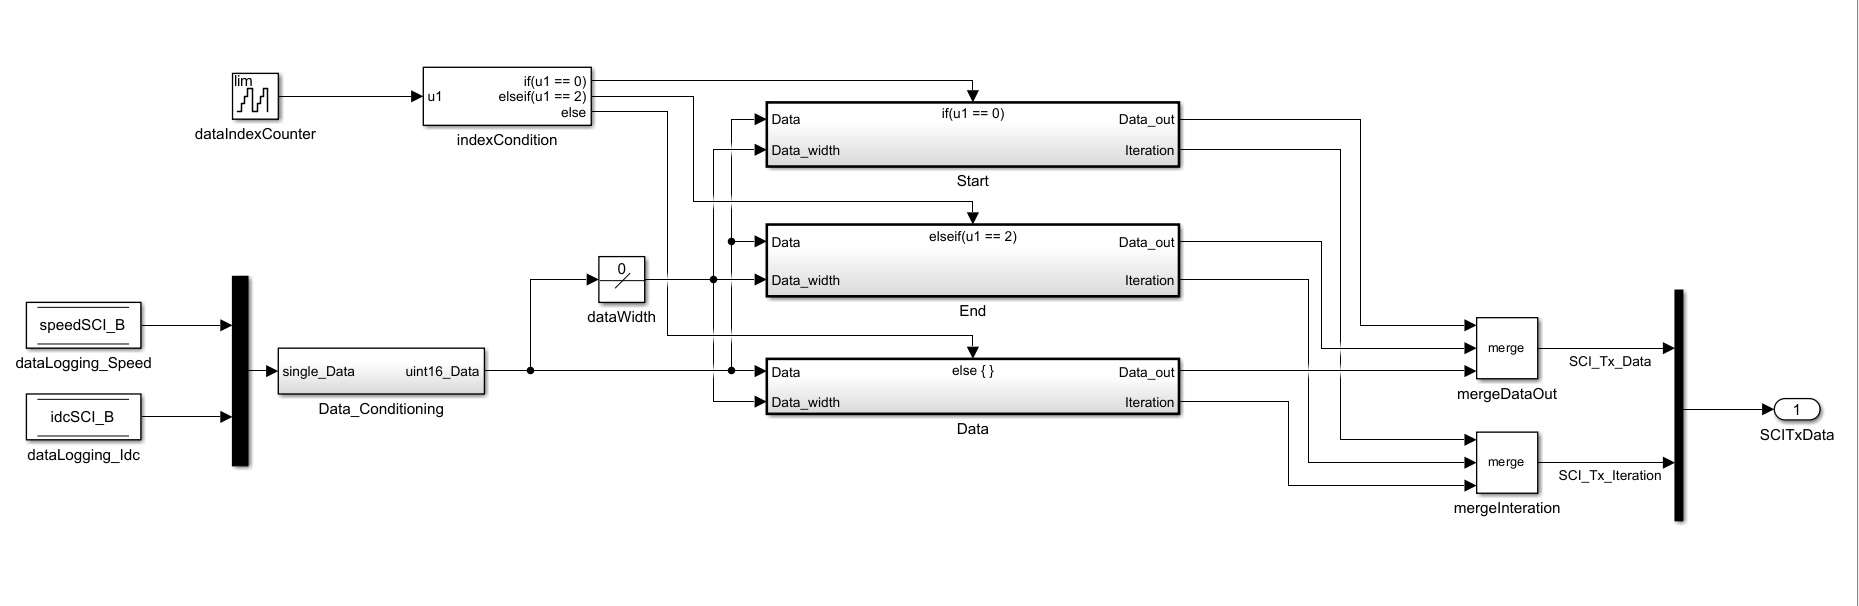 lim
dataIndexCounter
u1
if(u1 == 0)
elseif(u1 == 2)
else
indexCondition
if(u1 == 0)
Data
Data_width
Data_out
Iteration
Start
elseif(u1 == 2)
Data
Data_width
Data_out
Iteration
End
0
dataWidth
speedSCI_B
dataLogging_Speed
idcSCI_B
dataLogging_Idc
single_Data
uint16_Data
Data_Conditioning
else { }
Data
Data_width
Data_out
Iteration
Data
merge
mergeDataOut
SCI_Tx_Data
merge
mergeInteration
SCI_Tx_Iteration
1
SCITxData